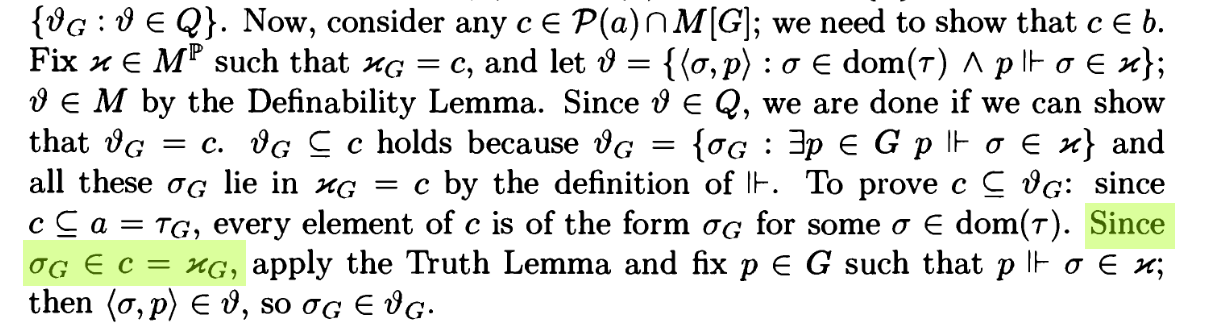 {ϑ_G : ϑ ∈ Q}. Now, consider any c ∈ 𝒫(a) ∩ M[G]; we need to show that c ∈ b.
Fix ϰ ∈ M^ℙ such that ϰ_G = c, and let ϑ = {⟨σ, p⟩ : σ ∈ dom(τ) ∧ p ⊩ σ ∈ ϰ};
ϑ ∈ M by the Definability Lemma. Since ϑ ∈ Q, we are done if we can show
that ϑ_G = c. ϑ_G ⊆ c holds because ϑ_G = {σ_G : ∃p ∈ G p ⊩ σ ∈ ϰ} and
all these σ_G lie in ϰ_G = c by the definition of ⊩. To prove c ⊆ ϑ_G: since
c ⊆ a = τ_G, every element of c is of the form σ_G for some σ ∈ dom(τ). Since
σ_G ∈ c = ϰ_G, apply the Truth Lemma and fix p ∈ G such that p ⊩ σ ∈ ϰ;
then ⟨σ, p⟩ ∈ ϑ, so σ_G ∈ ϑ_G.